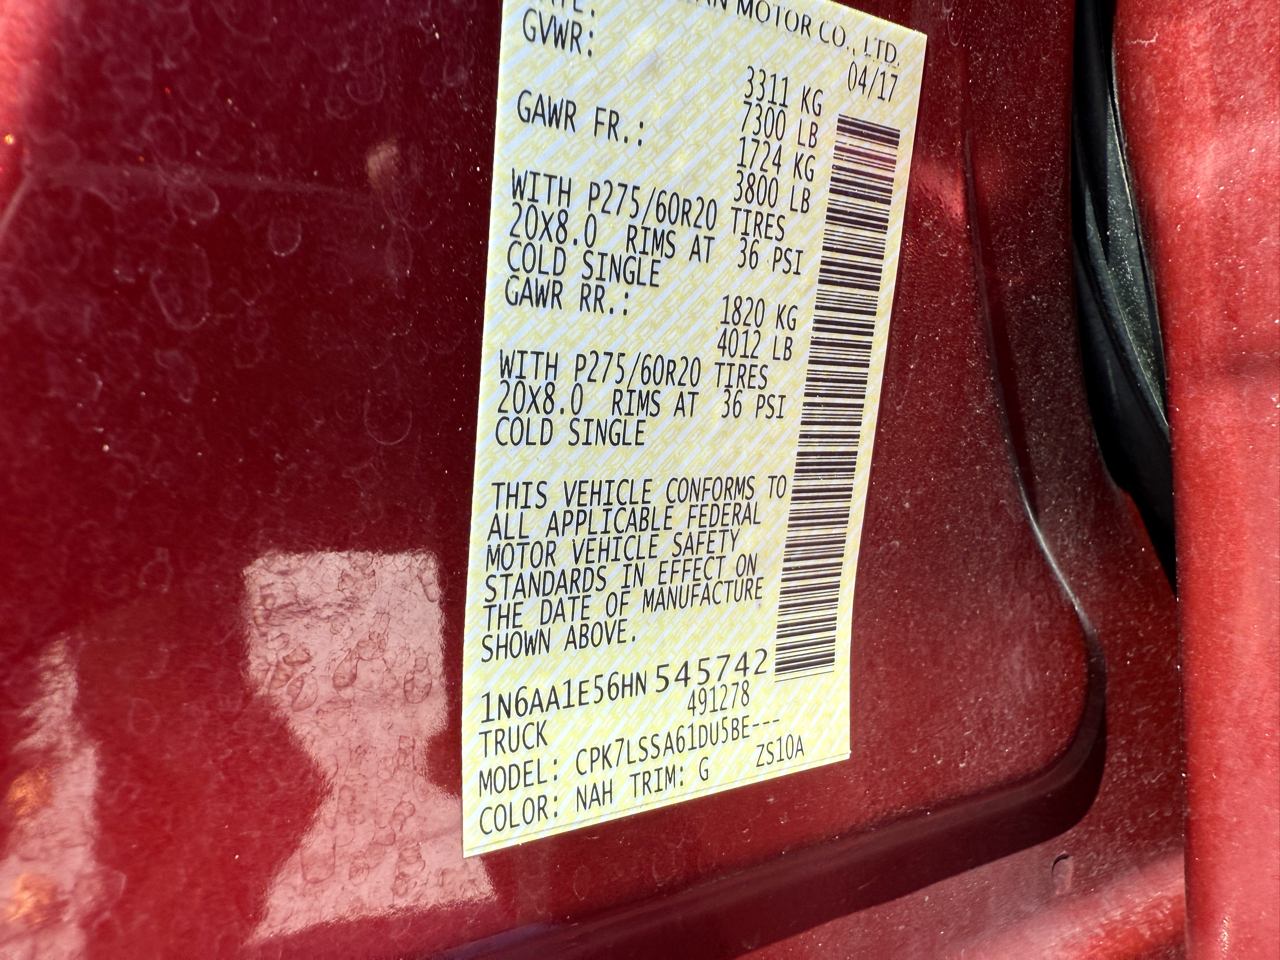 MOTOR CO., LTD.
04/17
GVWR:
3311 KG
7300 LB
GAWR FR.:
1724 KG
3800 LB
WITH P275/60R20 TIRES
20X8.0 RIMS AT 36 PSI
COLD SINGLE
GAWR RR.:
1820 KG
4012 LB
WITH P275/60R20 TIRES
20X8.0 RIMS AT 36 PSI
COLD SINGLE
THIS VEHICLE CONFORMS TO
ALL APPLICABLE FEDERAL
MOTOR VEHICLE SAFETY
STANDARDS IN EFFECT ON
THE DATE OF MANUFACTURE
SHOWN ABOVE.
1N6AA1E56HN545742
TRUCK 491278
MODEL: CPK7LSSA61DU5BE---
COLOR: NAH TRIM: G ZS10A